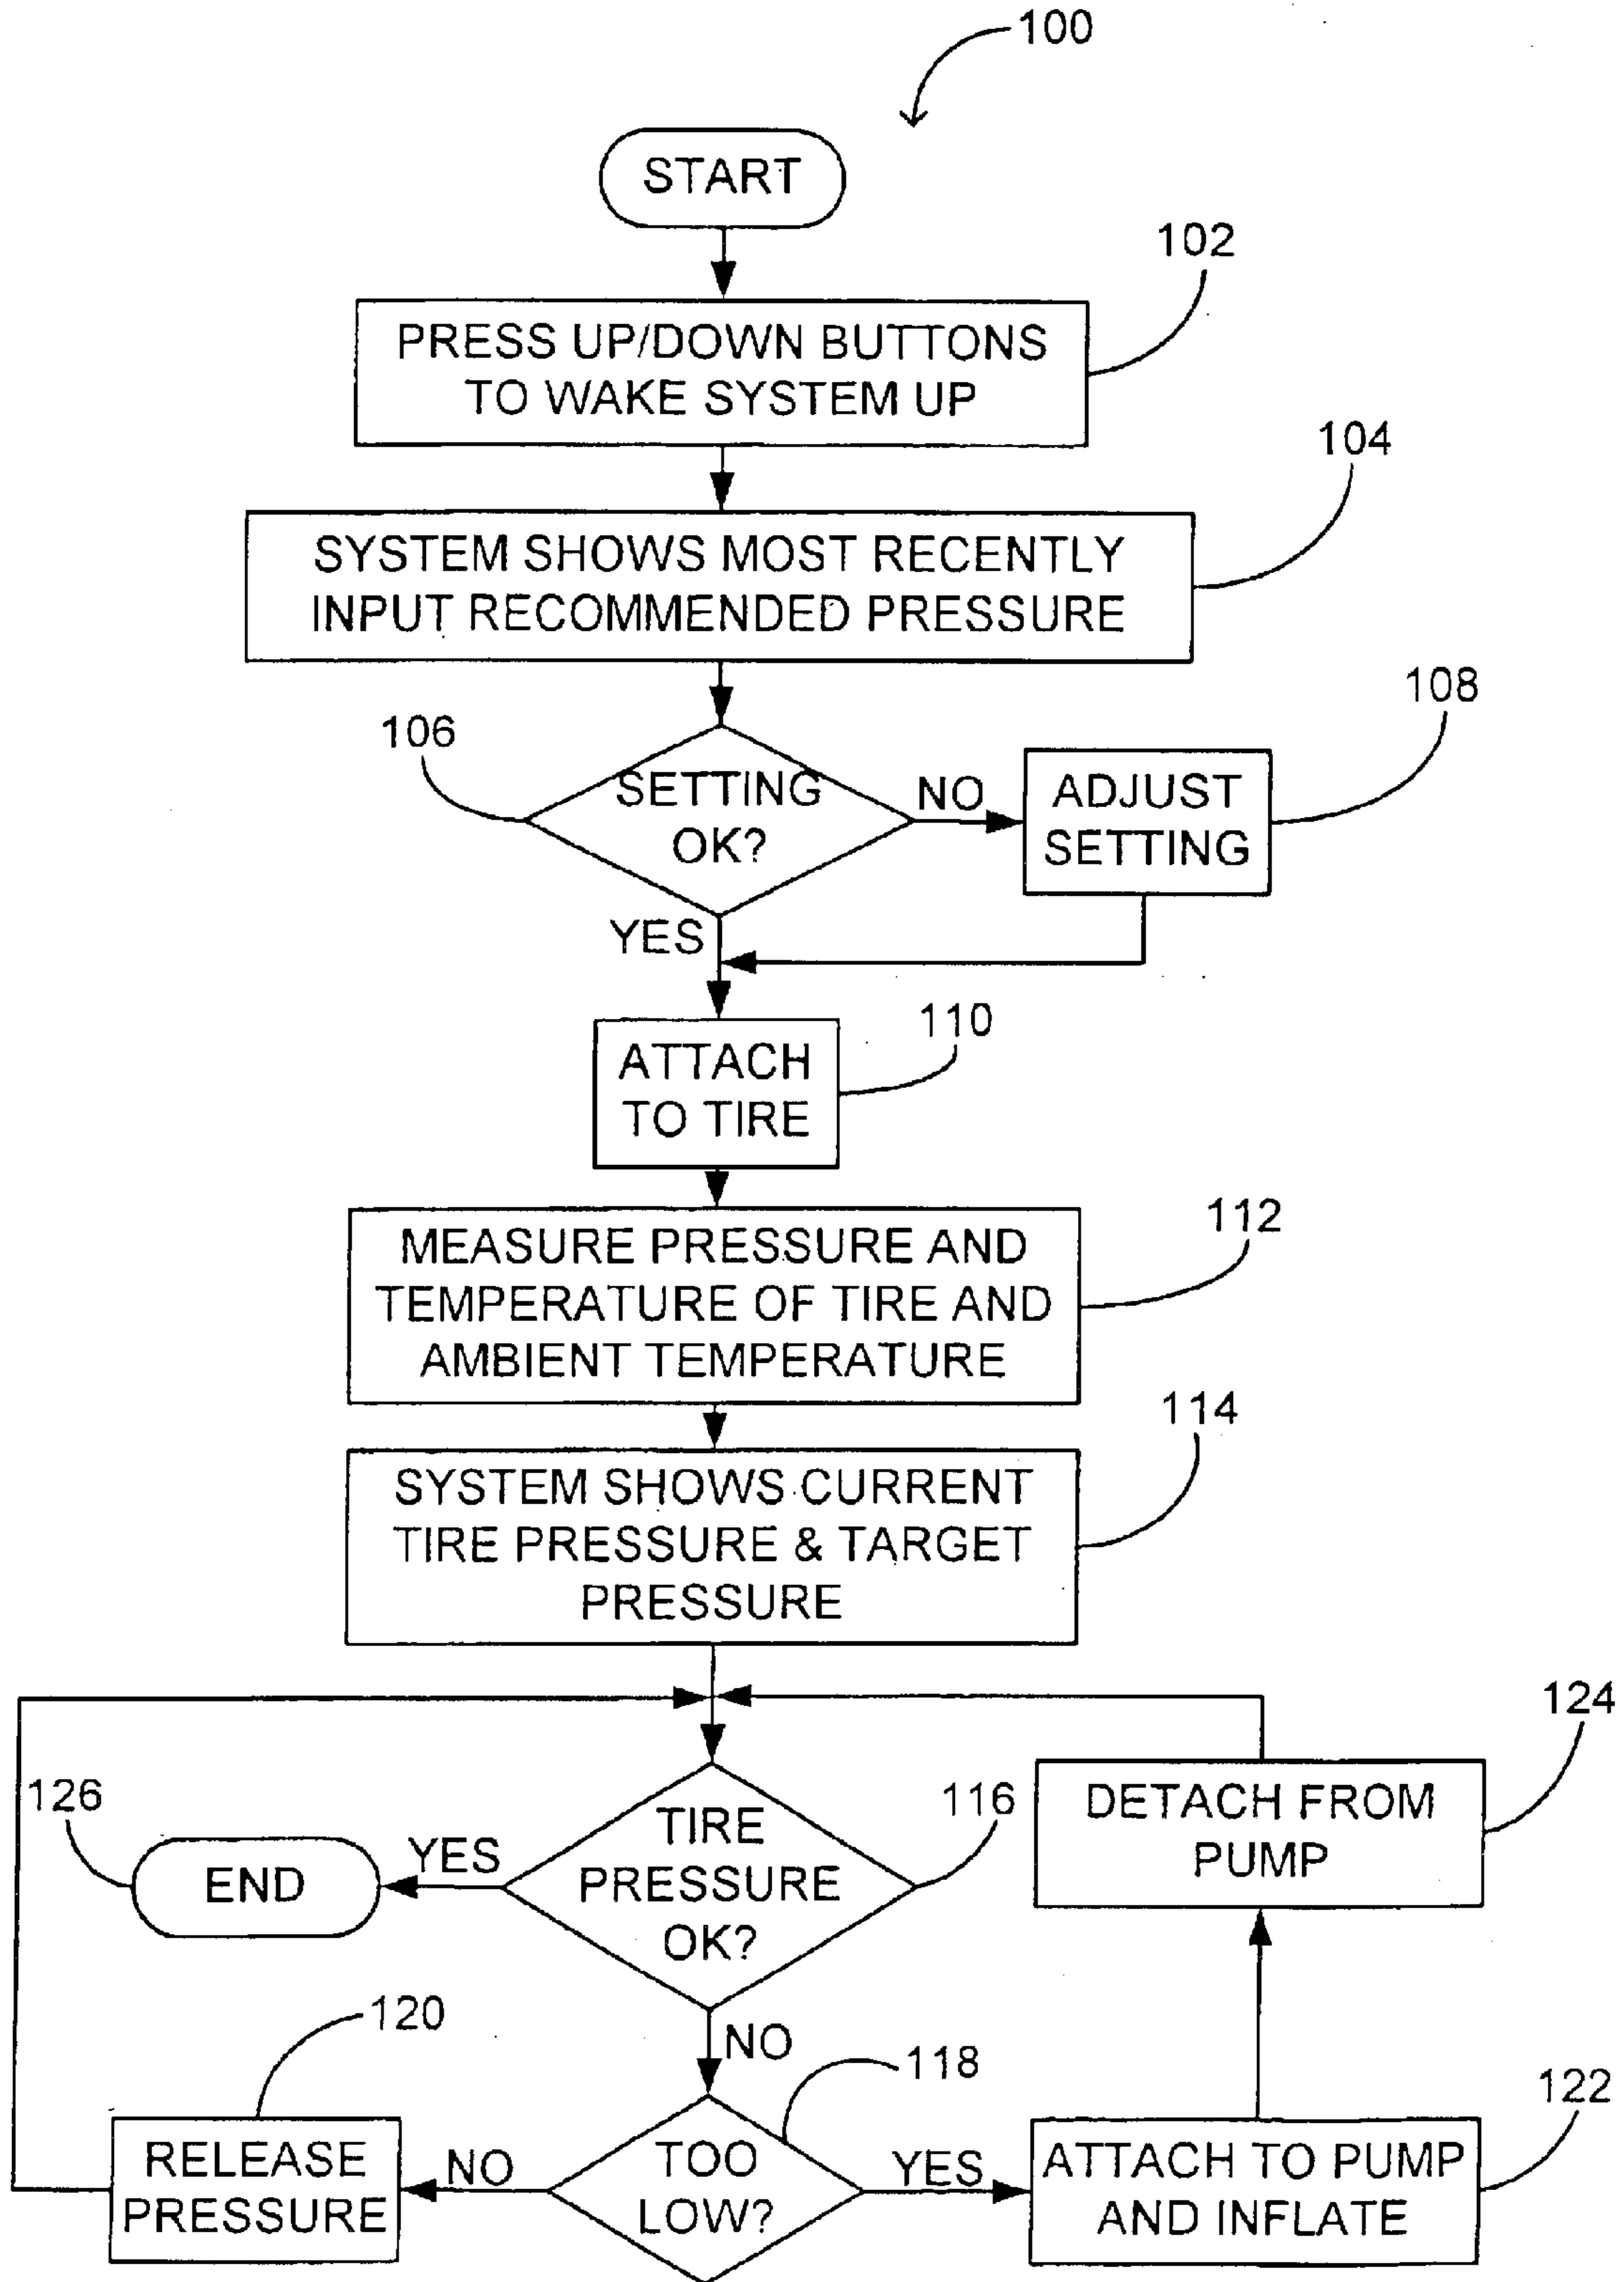 100
START
102
PRESS UP/DOWN BUTTONS
TO WAKE SYSTEM UP
104
SYSTEM SHOWS MOST RECENTLY
INPUT RECOMMENDED PRESSURE
106
SETTING
OK?
NO
108
ADJUST
SETTING
YES
110
ATTACH
TO TIRE
112
MEASURE PRESSURE AND
TEMPERATURE OF TIRE AND
AMBIENT TEMPERATURE
114
SYSTEM SHOWS CURRENT
TIRE PRESSURE & TARGET
PRESSURE
116
TIRE
PRESSURE
OK?
YES
126
END
124
DETACH FROM
PUMP
NO
118
TOO
LOW?
NO
120
RELEASE
PRESSURE
YES
122
ATTACH TO PUMP
AND INFLATE